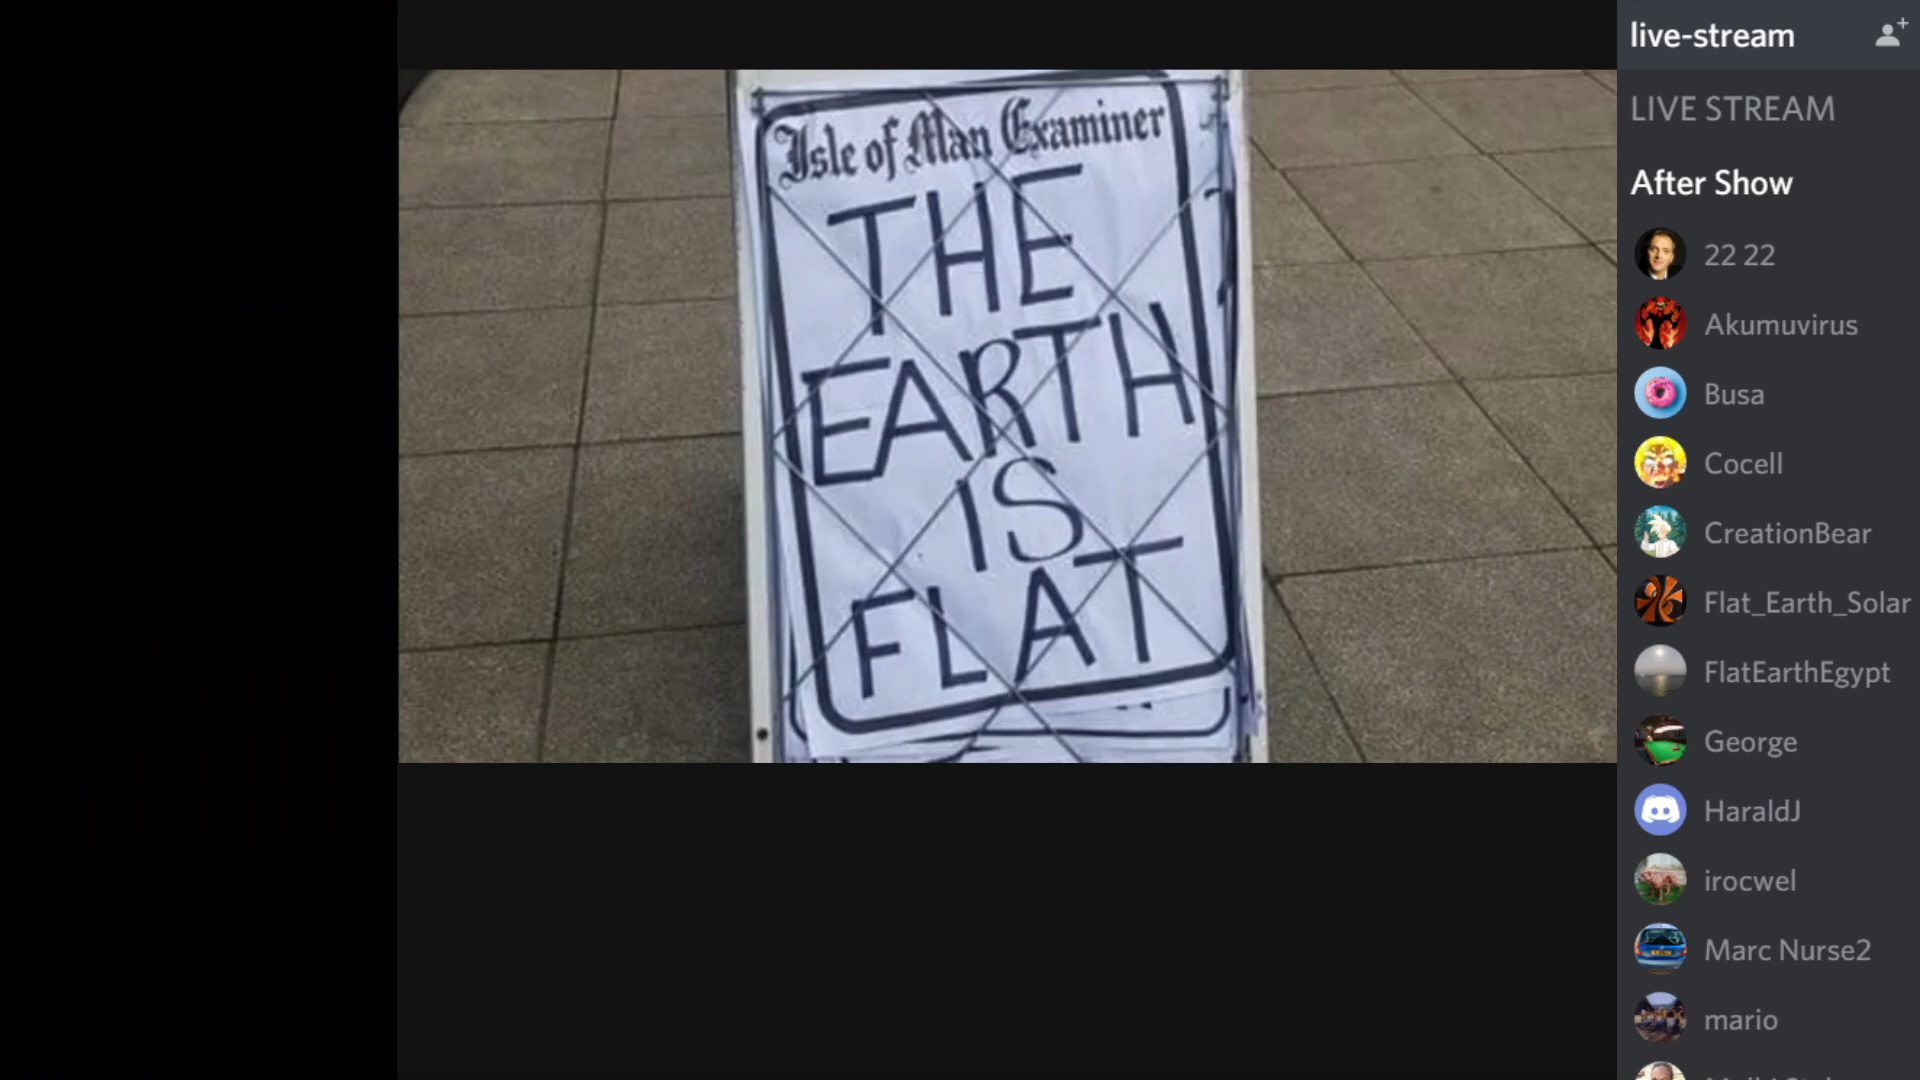 Isle of Man Examiner
THE
EARTH
IS
FLAT
live-stream
LIVE STREAM
After Show
22 22
Akumuvirus
Busa
Cocell
CreationBear
Flat_Earth_Solar
FlatEarthEgypt
George
HaraldJ
irocwel
Marc Nurse2
mario